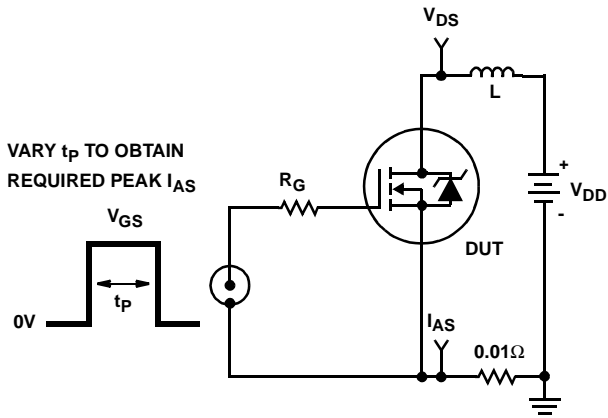 VDS
L
VARY tP TO OBTAIN
REQUIRED PEAK IAS
RG
+
VDD
-
VGS
DUT
tP
0V
IAS
0.01Ω